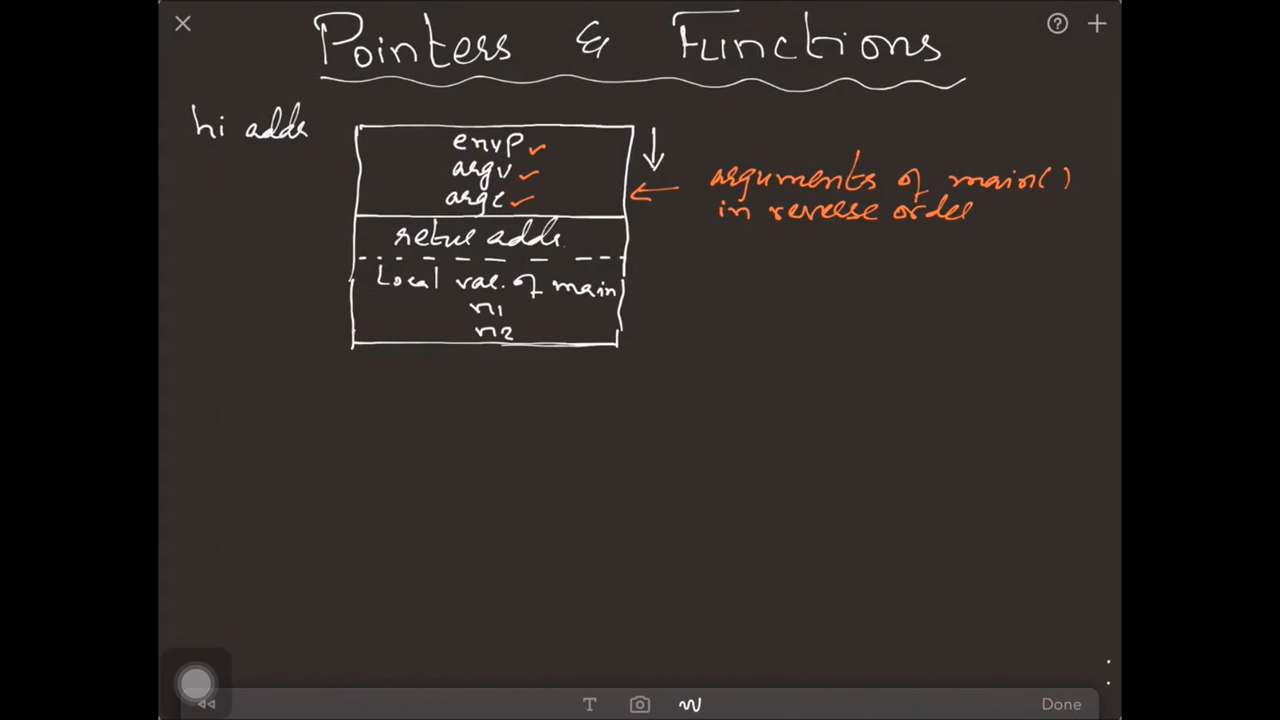 Pointers & Functions
hi addr
envp
argv
argc
arguments of main()
in reverse order
retur addr.
Local var. of main
n1
n2
T
Done